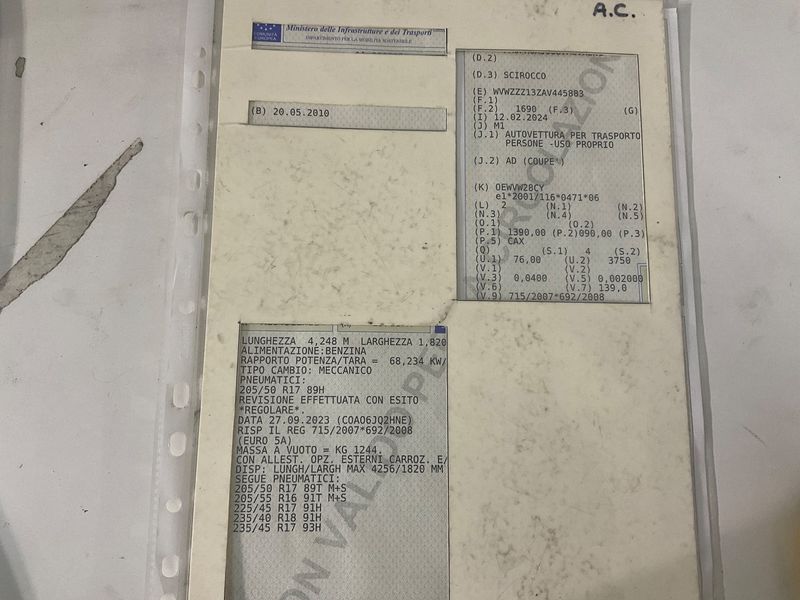 A.C.
COMUNITÀ
EUROPEA
Ministero delle Infrastrutture e dei Trasporti
DIPARTIMENTO PER LA MOBILITÀ SOSTENIBILE
(B) 20.05.2010
(D.2)
(D.3) SCIROCCO
(E) WVWZZZ13ZAV445883
(F.1)
(F.2) 1690 (F.3) (G)
(I) 12.02.2024
(J) M1
(J.1) AUTOVETTURA PER TRASPORTO
PERSONE -USO PROPRIO
(J.2) AD (COUPE')
(K) OEWVW28CY
e1*2001/116*0471*06
(L) 2 (N.1) (N.2)
(N.3) (N.4) (N.5)
(O.1) (O.2)
(P.1) 1390,00 (P.2)090,00 (P.3)
(P.5) CAX
(Q) (S.1) 4 (S.2)
(U.1) 76,00 (U.2) 3750
(V.1) (V.2)
(V.3) 0,0400 (V.5) 0,002000
(V.6) (V.7) 139,0
(V.9) 715/2007*692/2008
LUNGHEZZA 4,248 M LARGHEZZA 1,820
ALIMENTAZIONE:BENZINA
RAPPORTO POTENZA/TARA = 68,234 KW/
TIPO CAMBIO: MECCANICO
PNEUMATICI:
205/50 R17 89H
REVISIONE EFFETTUATA CON ESITO
*REGOLARE*.
DATA 27.09.2023 (COAO6JQ2HNE)
RISP IL REG 715/2007*692/2008
(EURO 5A)
MASSA A VUOTO = KG 1244.
CON ALLEST. OPZ. ESTERNI CARROZ. E/
DISP: LUNGH/LARGH MAX 4256/1820 MM
SEGUE PNEUMATICI:
205/50 R17 89T M+S
205/55 R16 91T M+S
225/45 R17 91H
235/40 R18 91H
235/45 R17 93H